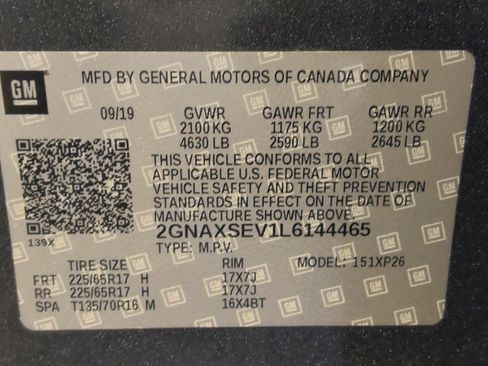 GM
MFD BY GENERAL MOTORS OF CANADA COMPANY
09/19 GVWR GAWR FRT GAWR RR
2100 KG 1175 KG 1200 KG
4630 LB 2590 LB 2645 LB
THIS VEHICLE CONFORMS TO ALL
APPLICABLE U.S. FEDERAL MOTOR
VEHICLE SAFETY AND THEFT PREVENTION
STANDARDS IN EFFECT ON THE DATE OF
MANUFACTURE SHOWN ABOVE.
139X
2GNAXSEV1L6144465
TYPE: M.P.V. MODEL: 151XP26
TIRE SIZE RIM
FRT 225/65R17 H 17X7J
RR 225/65R17 H 17X7J
SPA T135/70R16 M 16X4BT